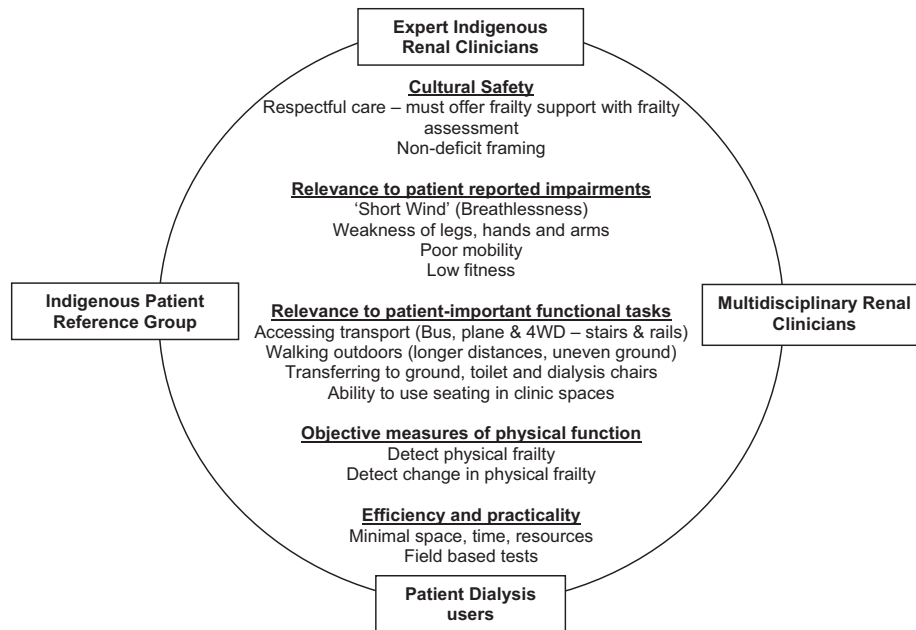 Expert Indigenous
Renal Clinicians
Cultural Safety
Respectful care – must offer frailty support with frailty
assessment
Non-deficit framing
Relevance to patient reported impairments
‘Short Wind’ (Breathlessness)
Weakness of legs, hands and arms
Poor mobility
Low fitness
Indigenous Patient
Reference Group
Relevance to patient-important functional tasks
Accessing transport (Bus, plane & 4WD – stairs & rails)
Walking outdoors (longer distances, uneven ground)
Transferring to ground, toilet and dialysis chairs
Ability to use seating in clinic spaces
Multidisciplinary Renal
Clinicians
Objective measures of physical function
Detect physical frailty
Detect change in physical frailty
Efficiency and practicality
Minimal space, time, resources
Field based tests
Patient Dialysis
users